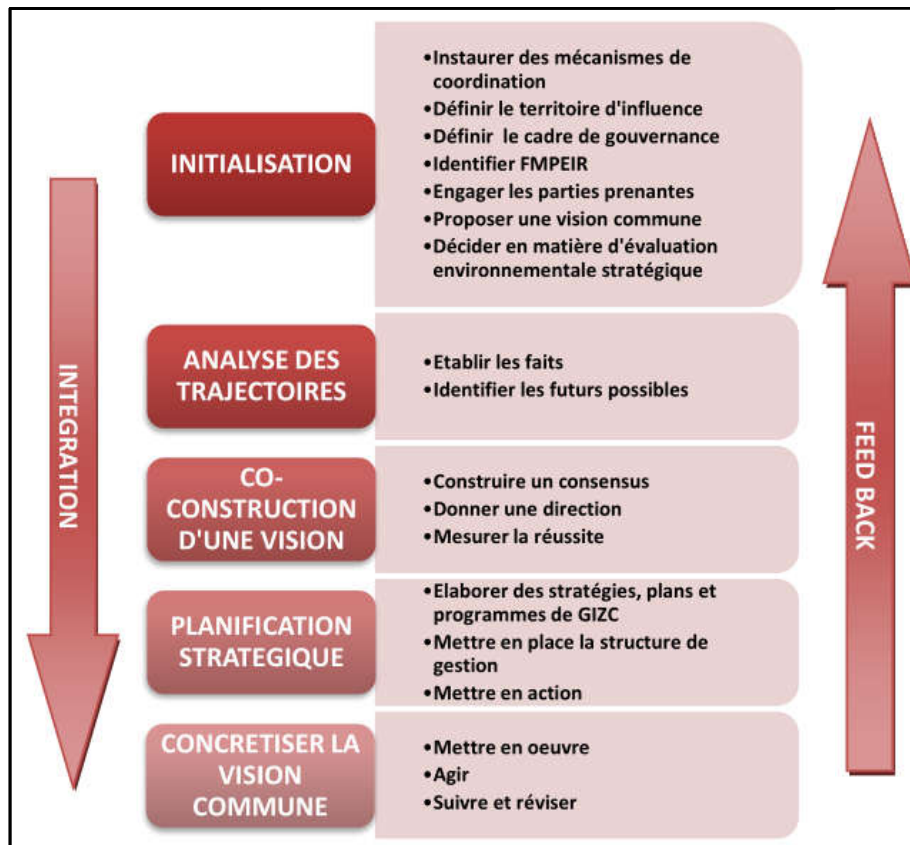 INTEGRATION
INITIALISATION
•Instaurer des mécanismes de
coordination
•Définir le territoire d'influence
•Définir le cadre de gouvernance
•Identifier FMPEIR
•Engager les parties prenantes
•Proposer une vision commune
•Décider en matière d'évaluation
environnementale stratégique
ANALYSE DES
TRAJECTOIRES
•Etablir les faits
•Identifier les futurs possibles
CO-
CONSTRUCTION
D'UNE VISION
•Construire un consensus
•Donner une direction
•Mesurer la réussite
PLANIFICATION
STRATEGIQUE
•Elaborer des stratégies, plans et
programmes de GIZC
•Mettre en place la structure de
gestion
•Mettre en action
CONCRETISER LA
VISION
COMMUNE
•Mettre en oeuvre
•Agir
•Suivre et réviser
FEED BACK